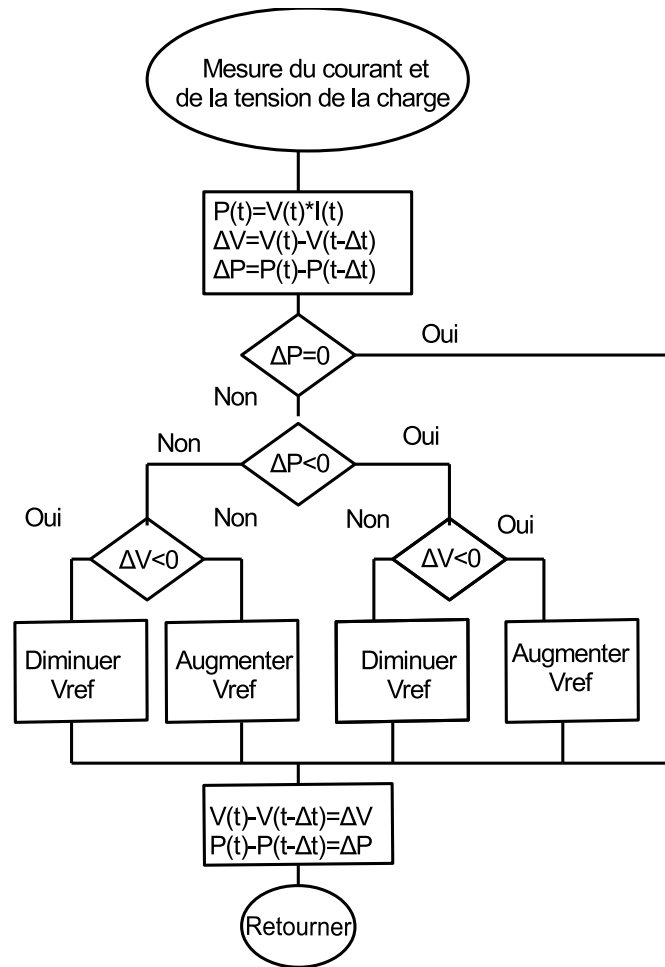 Mesure du courant et
de la tension de la charge
P(t)=V(t)*I(t)
ΔV=V(t)-V(t-Δt)
ΔP=P(t)-P(t-Δt)
ΔP=0
Oui
Non
ΔP<0
Non
Oui
Oui
Non
Non
Oui
ΔV<0
ΔV<0
Diminuer
Vref
Augmenter
Vref
Diminuer
Vref
Augmenter
Vref
V(t)-V(t-Δt)=ΔV
P(t)-P(t-Δt)=ΔP
Retourner